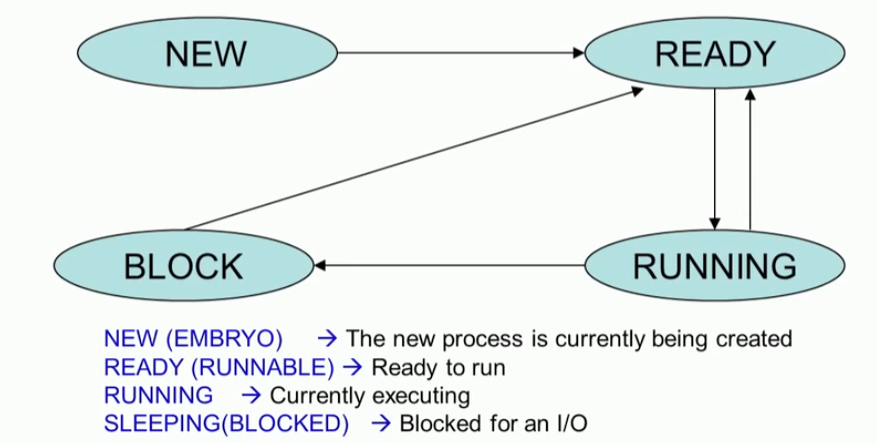 NEW
READY
BLOCK
RUNNING
NEW (EMBRYO) → The new process is currently being created
READY (RUNNABLE) → Ready to run
RUNNING → Currently executing
SLEEPING(BLOCKED) → Blocked for an I/O